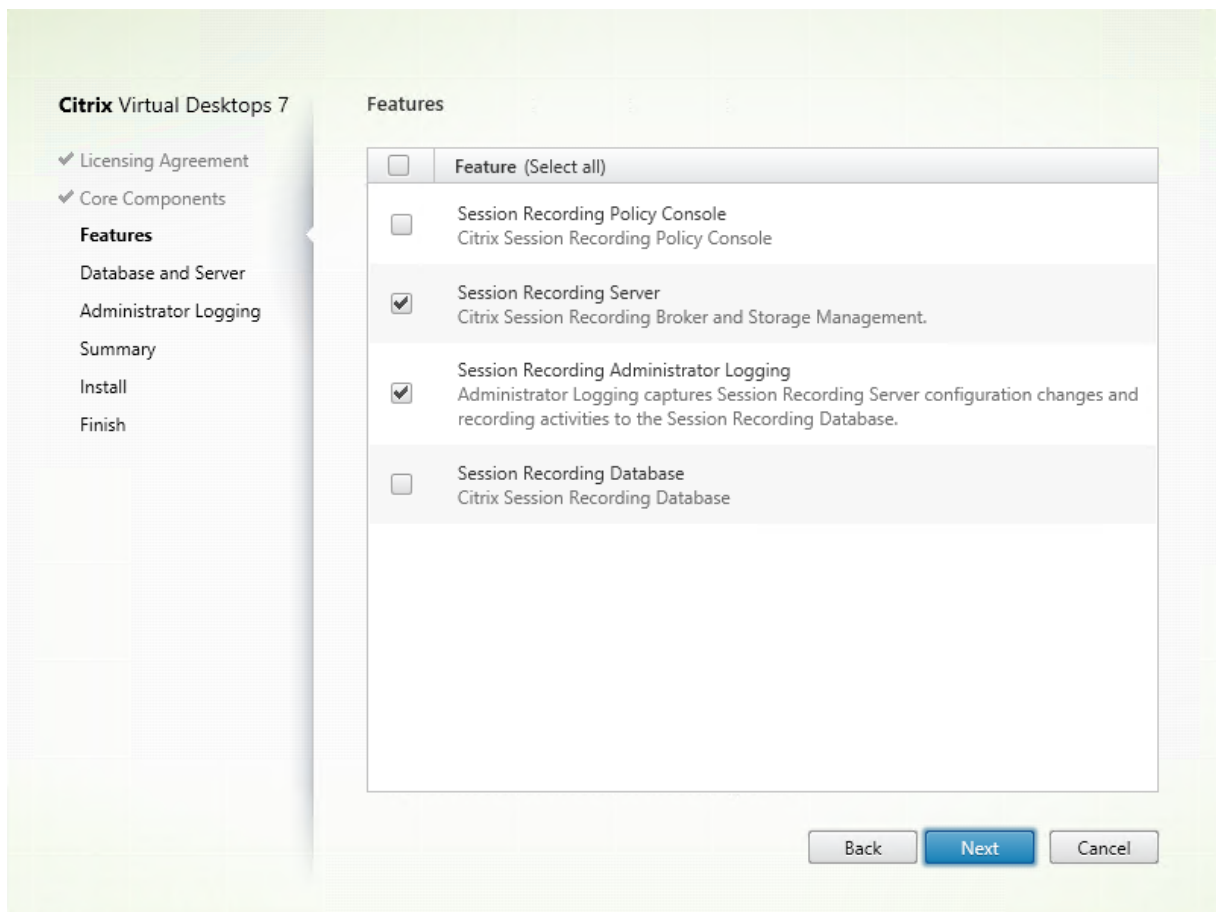 Citrix Virtual Desktops 7
Licensing Agreement
Core Components
Features
Database and Server
Administrator Logging
Summary
Install
Finish
Features
Feature (Select all)
Session Recording Policy Console
Citrix Session Recording Policy Console
Session Recording Server
Citrix Session Recording Broker and Storage Management.
Session Recording Administrator Logging
Administrator Logging captures Session Recording Server configuration changes and
recording activities to the Session Recording Database.
Session Recording Database
Citrix Session Recording Database
Back
Next
Cancel